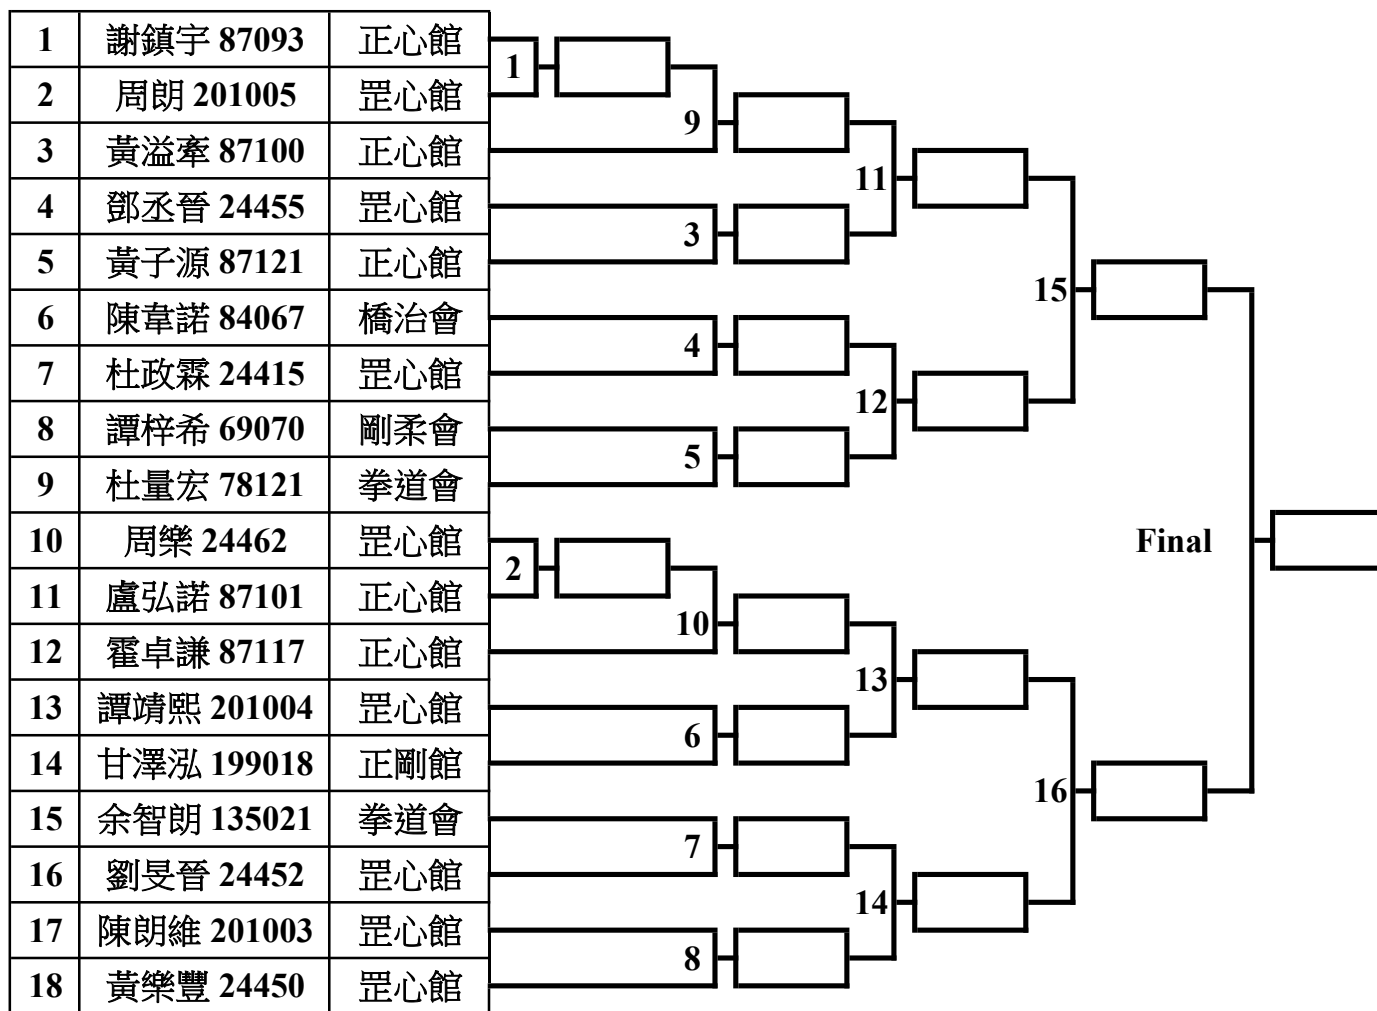 1 謝鎮宇 87093 正心館
2 周朗 201005 罡心館
3 黃溢牽 87100 正心館
4 鄧丞晉 24455 罡心館
5 黃子源 87121 正心館
6 陳韋諾 84067 橋治會
7 杜政霖 24415 罡心館
8 譚梓希 69070 剛柔會
9 杜量宏 78121 拳道會
10 周樂 24462 罡心館
11 盧弘諾 87101 正心館
12 霍卓謙 87117 正心館
13 譚靖熙 201004 罡心館
14 甘澤泓 199018 正剛館
15 余智朗 135021 拳道會
16 劉旻晉 24452 罡心館
17 陳朗維 201003 罡心館
18 黃樂豐 24450 罡心館
1
9
11
3
15
4
12
5
Final
2
10
13
6
16
7
14
8